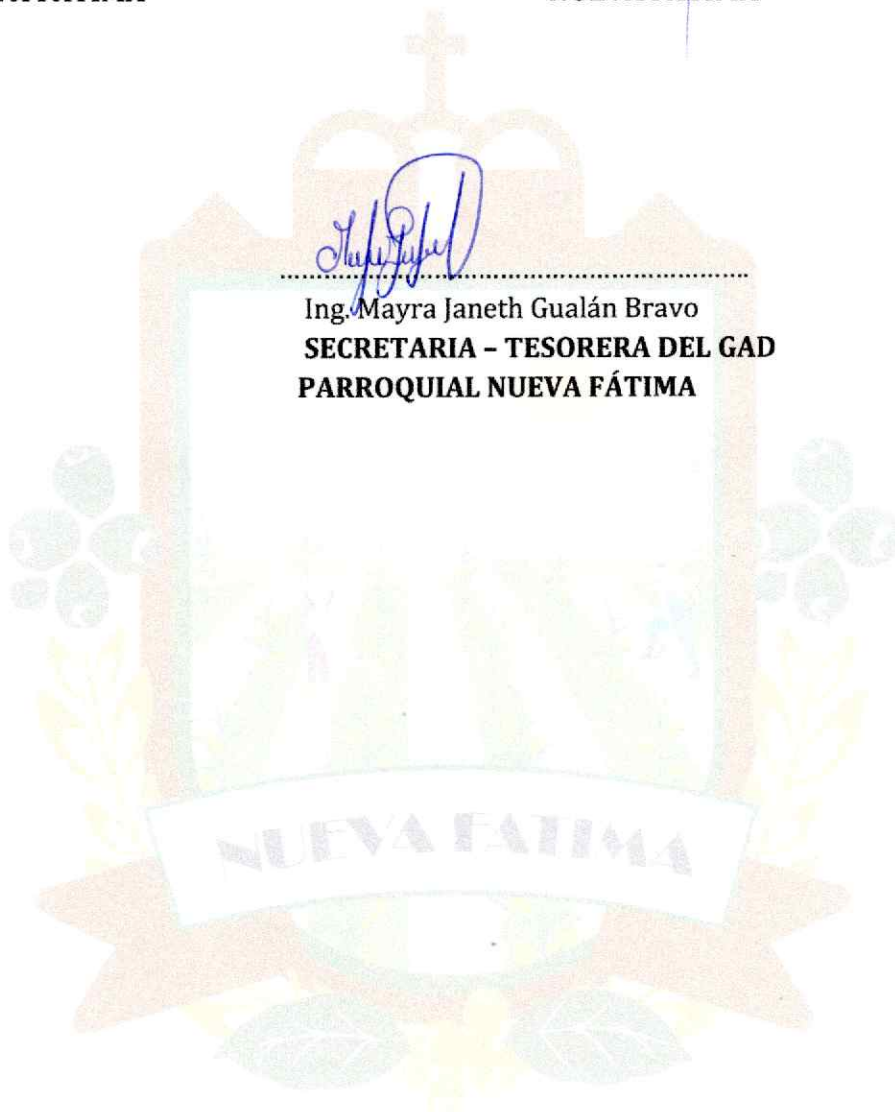 Ing. Mayra Janeth Gualán Bravo
SECRETARIA – TESORERA DEL GAD
PARROQUIAL NUEVA FÁTIMA
NUEVA FATIMA